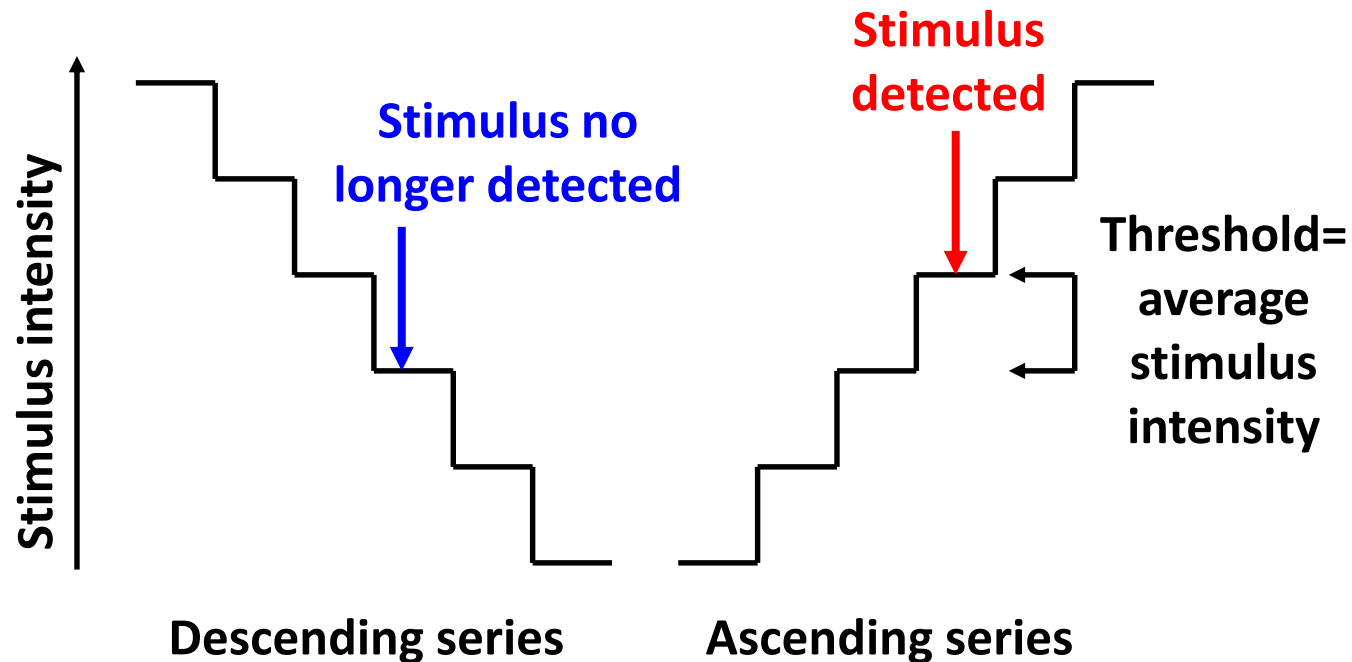 Stimulus intensity
Stimulus no
longer detected
Stimulus
detected
Threshold=
average
stimulus
intensity
Descending series
Ascending series